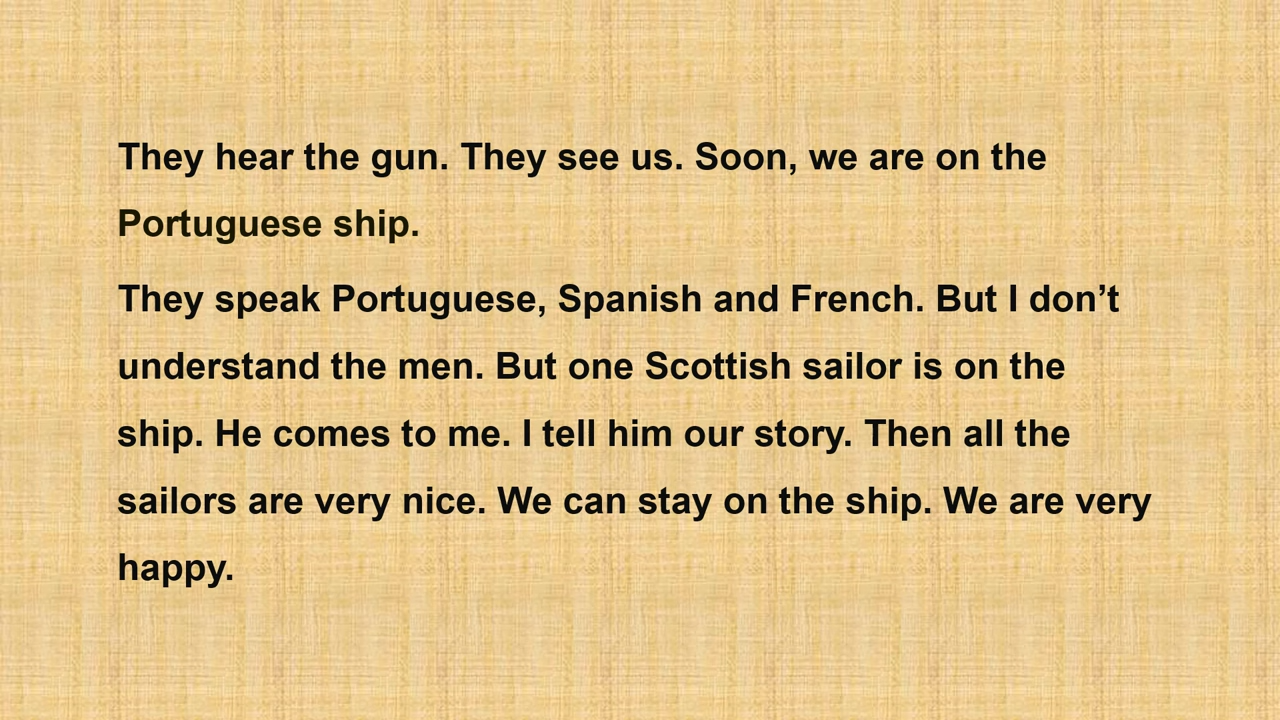 They hear the gun. They see us. Soon, we are on the
Portuguese ship.
They speak Portuguese, Spanish and French. But I don’t
understand the men. But one Scottish sailor is on the
ship. He comes to me. I tell him our story. Then all the
sailors are very nice. We can stay on the ship. We are very
happy.